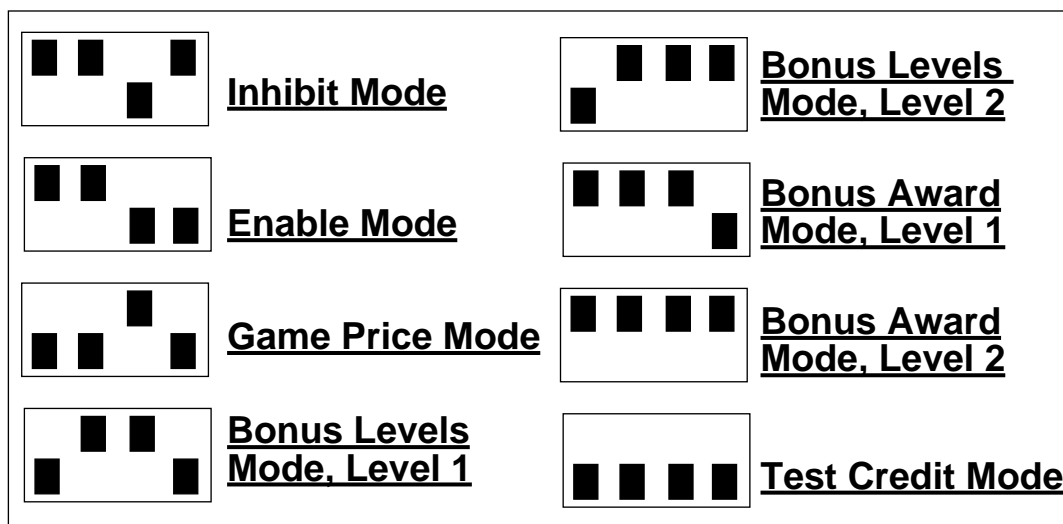 Inhibit Mode
Enable Mode
Game Price Mode
Bonus Levels
Mode, Level 1
Bonus Levels
Mode, Level 2
Bonus Award
Mode, Level 1
Bonus Award
Mode, Level 2
Test Credit Mode